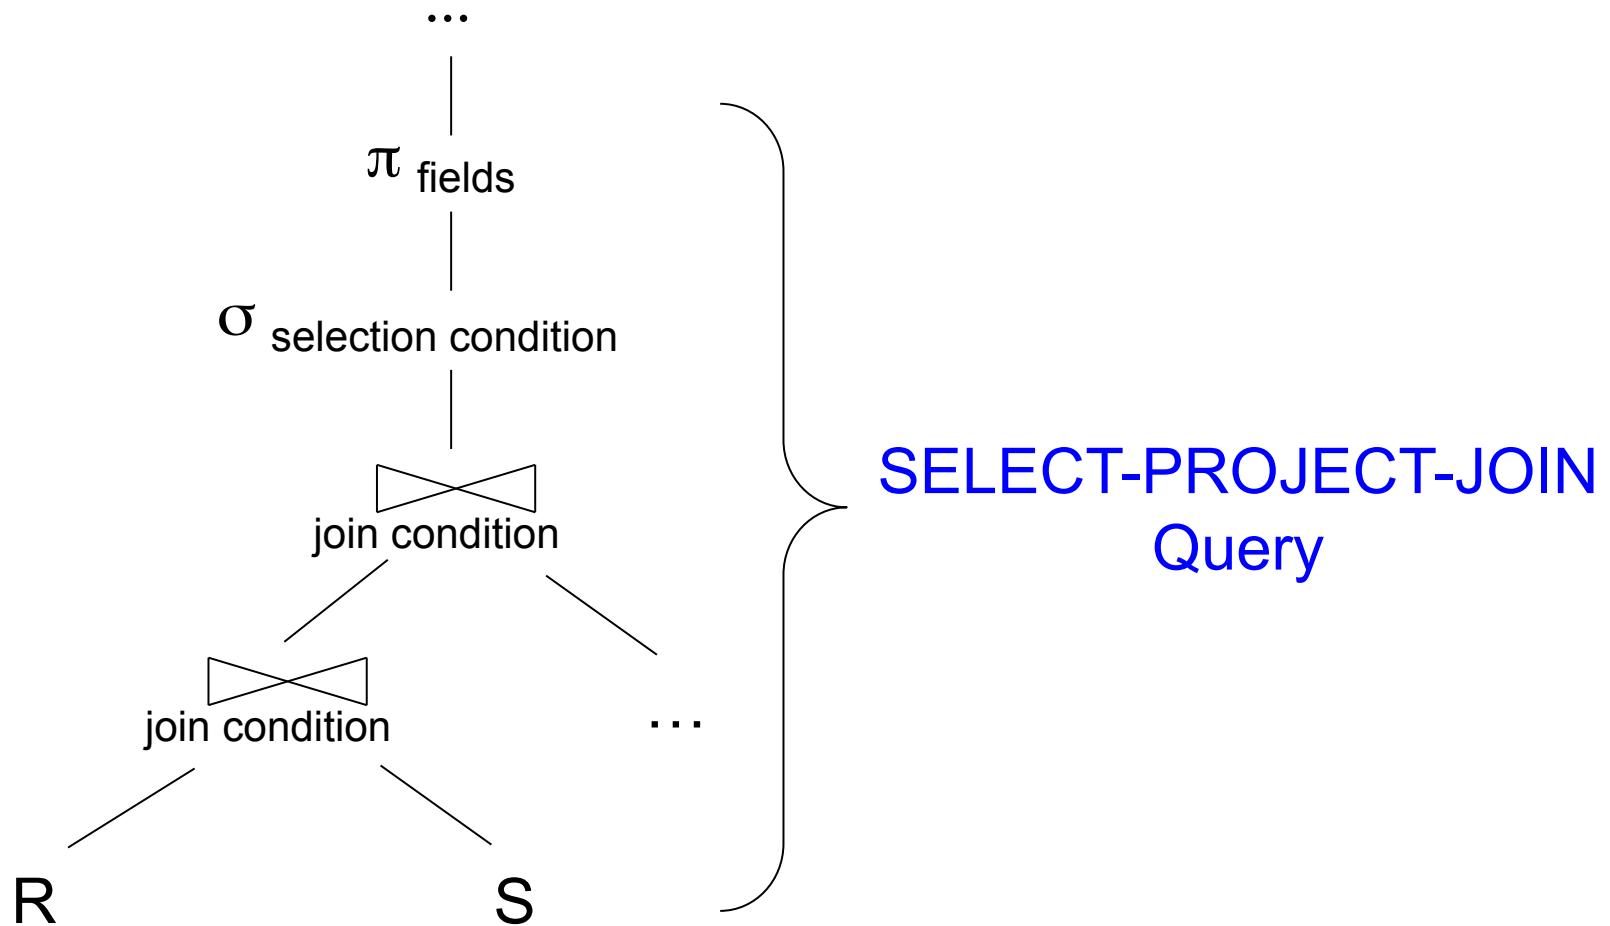 ...
π fields
σ selection condition
join condition
join condition
...
R
S
SELECT-PROJECT-JOIN
Query